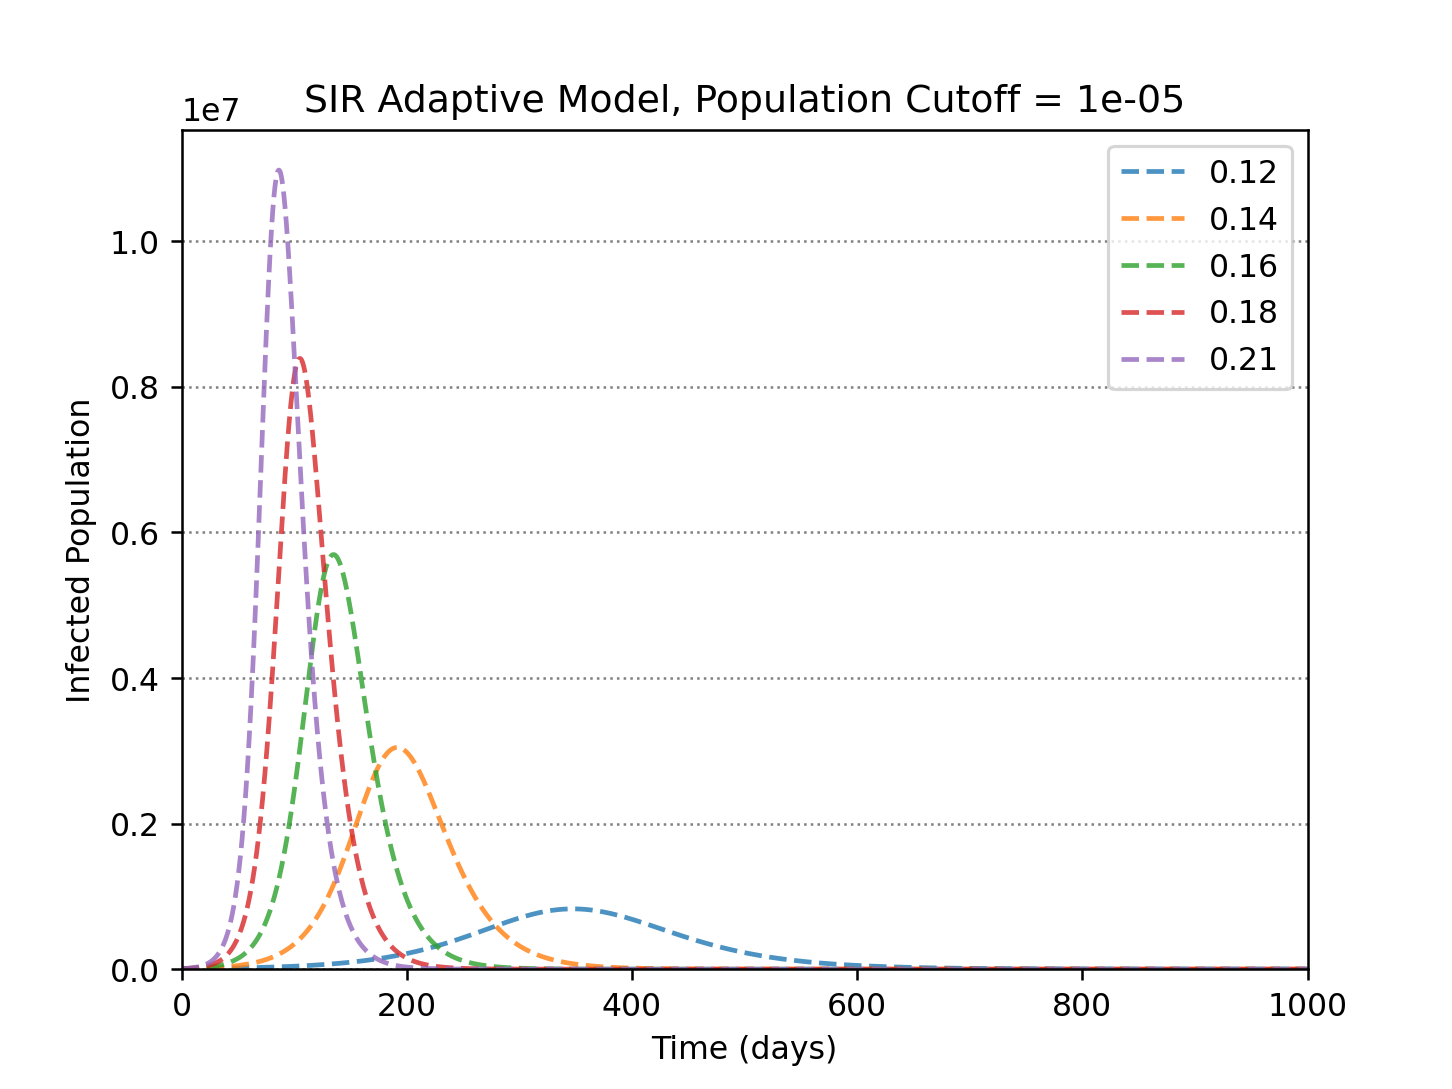 SIR Adaptive Model, Population Cutoff = 1e-05
1e7
0.12
0.14
0.16
0.18
0.21
1.0
0.8
0.6
0.4
0.2
0.0
Infected Population
0 200 400 600 800 1000
Time (days)